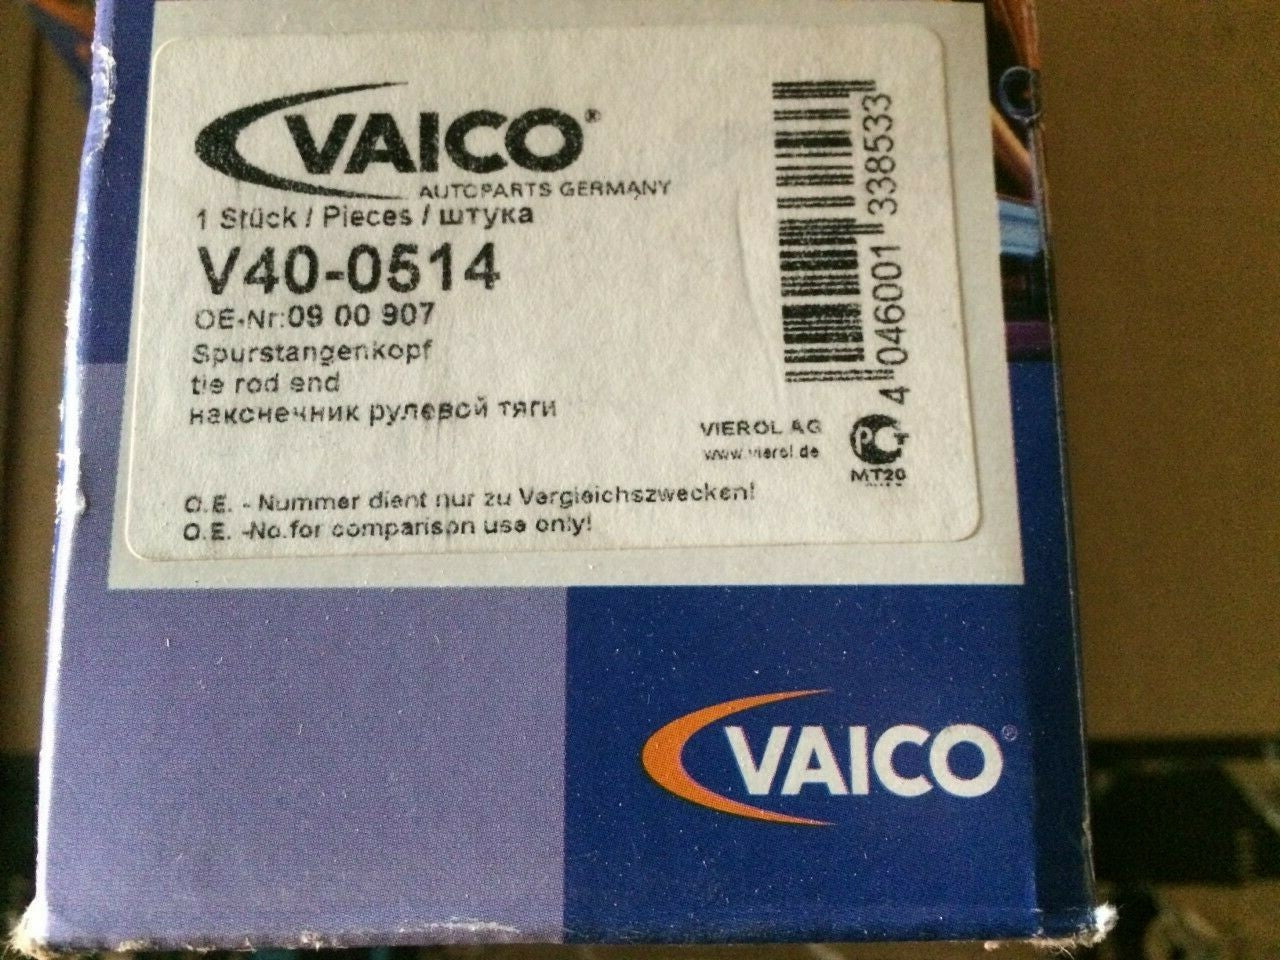 VAICO®
AUTOPARTS GERMANY
1 Stück / Pieces / штука
V40-0514
OE-Nr:09 00 907
Spurstangenkopf
tie rod end
наконечник рулевой тяги
4 046001 338533
VIEROL AG
www.vierol.de
РСТ
MT20
O.E. - Nummer dient nur zu Vergleichszwecken!
O.E. -No.for comparison use only!
VAICO®